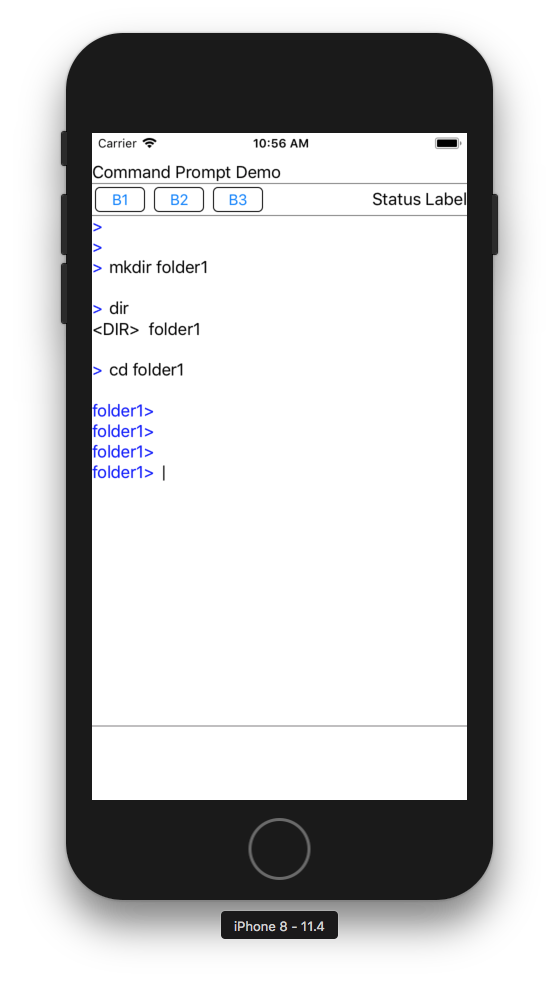 Carrier 10:56 AM
Command Prompt Demo
B1 B2 B3 Status Label
>
>
> mkdir folder1
> dir
<DIR> folder1
> cd folder1
folder1>
folder1>
folder1>
folder1> |
iPhone 8 - 11.4